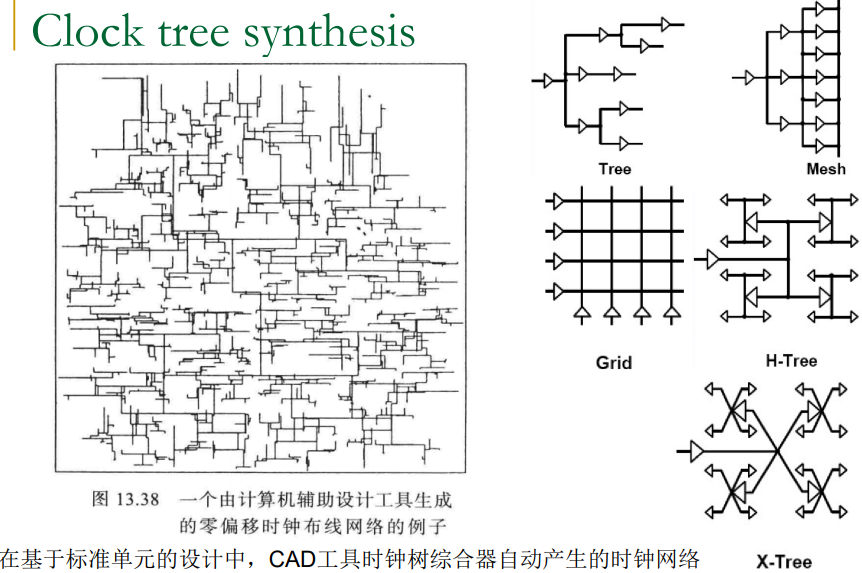 Clock tree synthesis
Tree
Mesh
Grid
H-Tree
X-Tree
图 13.38 一个由计算机辅助设计工具生成
的零偏移时钟布线网络的例子
在基于标准单元的设计中，CAD工具时钟树综合器自动产生的时钟网络